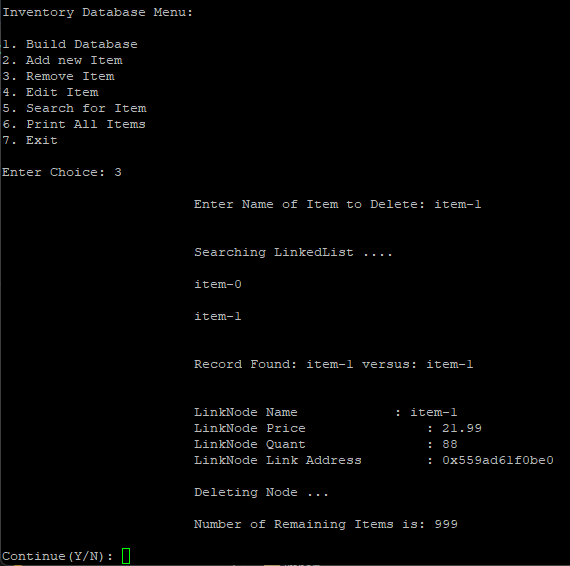 Inventory Database Menu:
1. Build Database
2. Add new Item
3. Remove Item
4. Edit Item
5. Search for Item
6. Print All Items
7. Exit
Enter Choice: 3
Enter Name of Item to Delete: item-1
Searching LinkedList ....
item-0
item-1
Record Found: item-1 versus: item-1
LinkNode Name : item-1
LinkNode Price : 21.99
LinkNode Quant : 88
LinkNode Link Address : 0x559ad61f0be0
Deleting Node ...
Number of Remaining Items is: 999
Continue(Y/N):